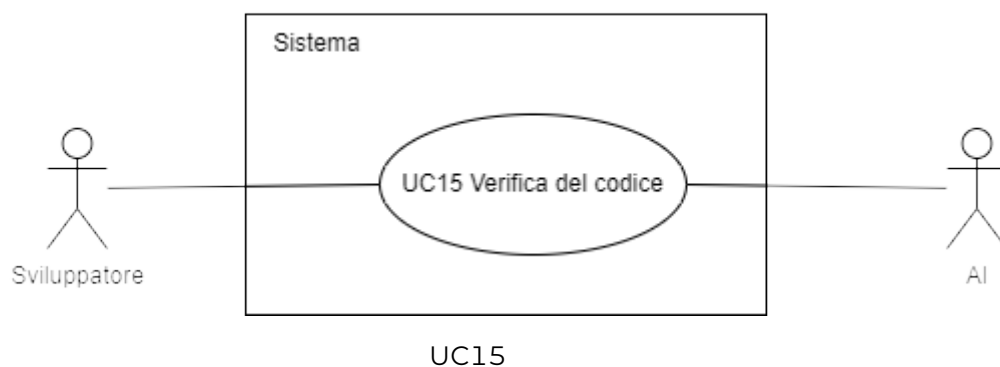 Sistema
UC15 Verifica del codice
Sviluppatore
AI
UC15